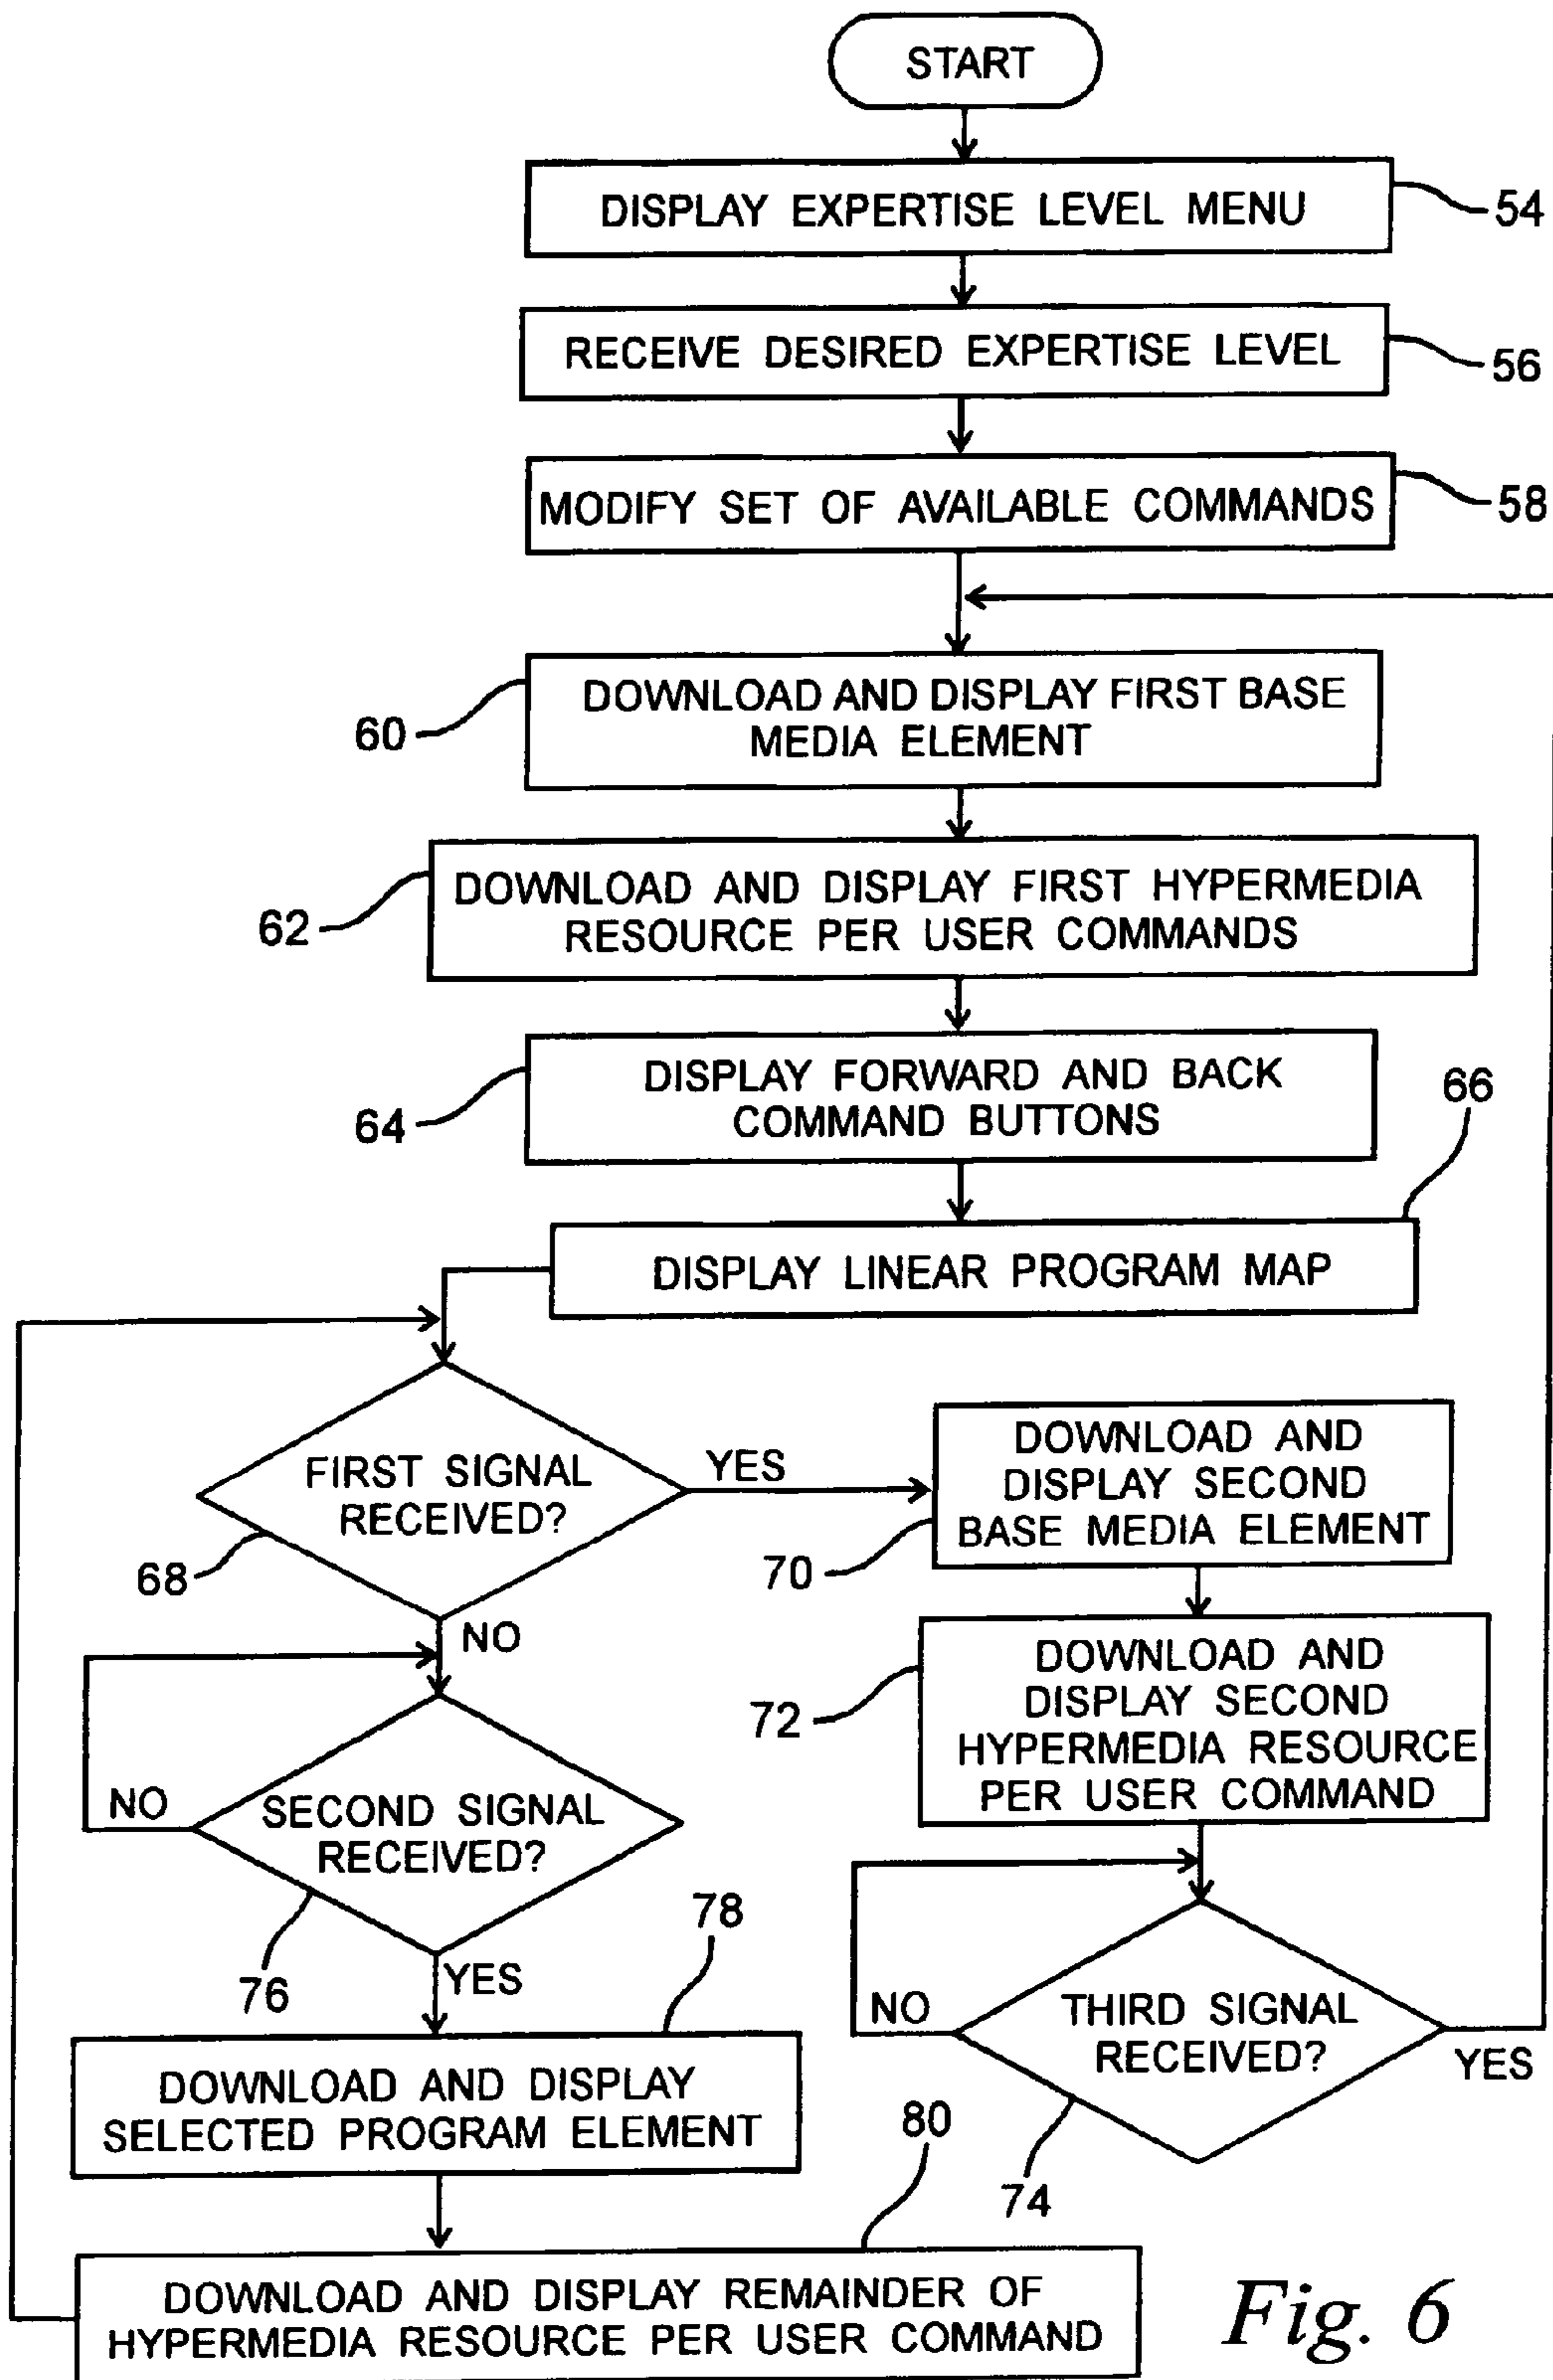 START
DISPLAY EXPERTISE LEVEL MENU
54
RECEIVE DESIRED EXPERTISE LEVEL
56
MODIFY SET OF AVAILABLE COMMANDS
58
DOWNLOAD AND DISPLAY FIRST BASE
MEDIA ELEMENT
60
DOWNLOAD AND DISPLAY FIRST HYPERMEDIA
RESOURCE PER USER COMMANDS
62
DISPLAY FORWARD AND BACK
COMMAND BUTTONS
64
66
DISPLAY LINEAR PROGRAM MAP
FIRST SIGNAL
RECEIVED?
68
YES
NO
DOWNLOAD AND
DISPLAY SECOND
BASE MEDIA ELEMENT
70
DOWNLOAD AND
DISPLAY SECOND
HYPERMEDIA RESOURCE
PER USER COMMAND
72
SECOND SIGNAL
RECEIVED?
NO
76
YES
78
THIRD SIGNAL
RECEIVED?
NO
YES
74
DOWNLOAD AND DISPLAY
SELECTED PROGRAM ELEMENT
80
DOWNLOAD AND DISPLAY REMAINDER OF
HYPERMEDIA RESOURCE PER USER COMMAND
Fig. 6